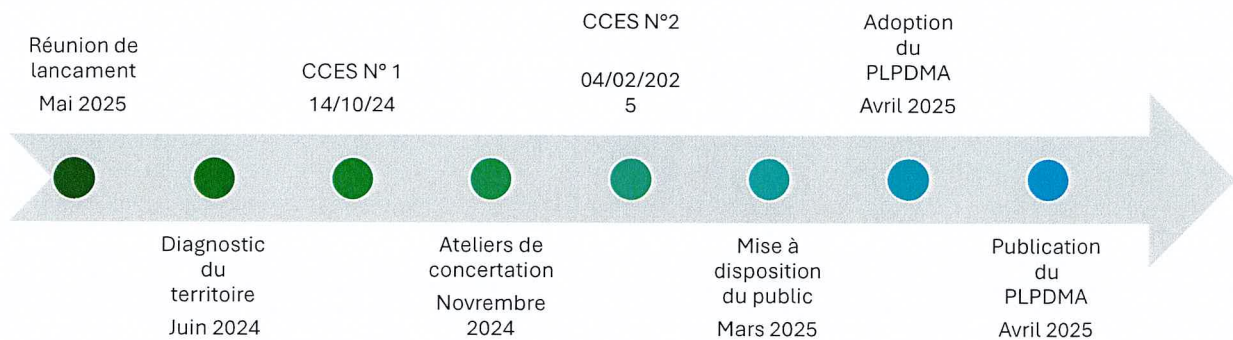 Réunion de
lancament
Mai 2025
Diagnostic
du
territoire
Juin 2024
CCES N° 1
14/10/24
Ateliers de
concertation
Novrembre
2024
CCES N°2
04/02/202
5
Mise à
disposition
du public
Mars 2025
Adoption
du
PLPDMA
Avril 2025
Publication
du
PLPDMA
Avril 2025